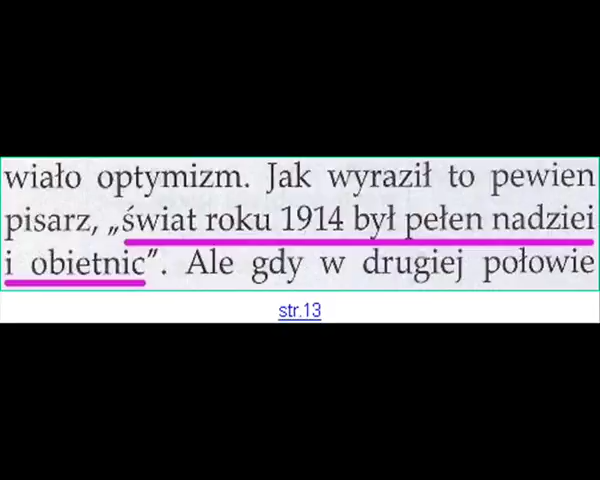 wiało optymizm. Jak wyraził to pewien
pisarz, „świat roku 1914 był pełen nadziei
i obietnic”. Ale gdy w drugiej połowie
str.13